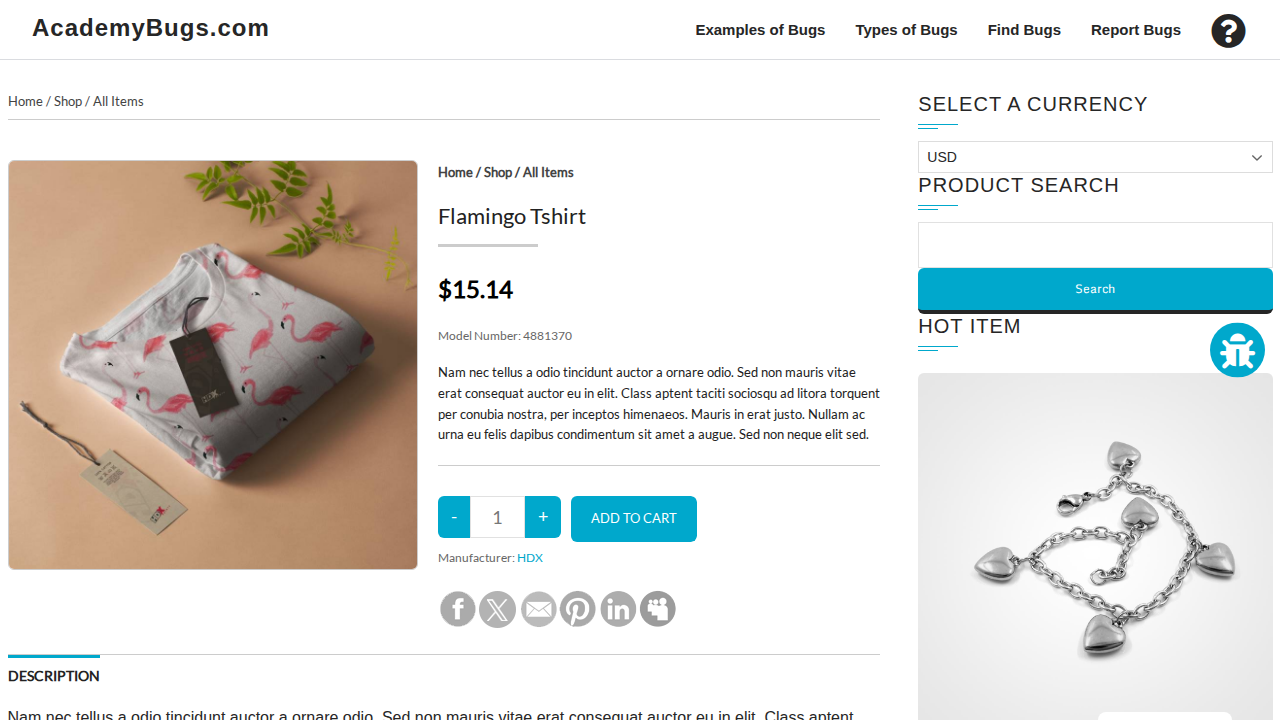 AcademyBugs.com
Examples of Bugs
Types of Bugs
Find Bugs
Report Bugs
Home / Shop / All Items
Home / Shop / All Items
Flamingo Tshirt
$15.14
Model Number: 4881370
Nam nec tellus a odio tincidunt auctor a ornare odio. Sed non mauris vitae
erat consequat auctor eu in elit. Class aptent taciti sociosqu ad litora torquent
per conubia nostra, per inceptos himenaeos. Mauris in erat justo. Nullam ac
urna eu felis dapibus condimentum sit amet a augue. Sed non neque elit sed.
- 1 +
ADD TO CART
Manufacturer: HDX
DESCRIPTION
Nam nec tellus a odio tincidunt auctor a ornare odio. Sed non mauris vitae erat consequat auctor eu in elit. Class aptent
SELECT A CURRENCY
USD
PRODUCT SEARCH
Search
HOT ITEM